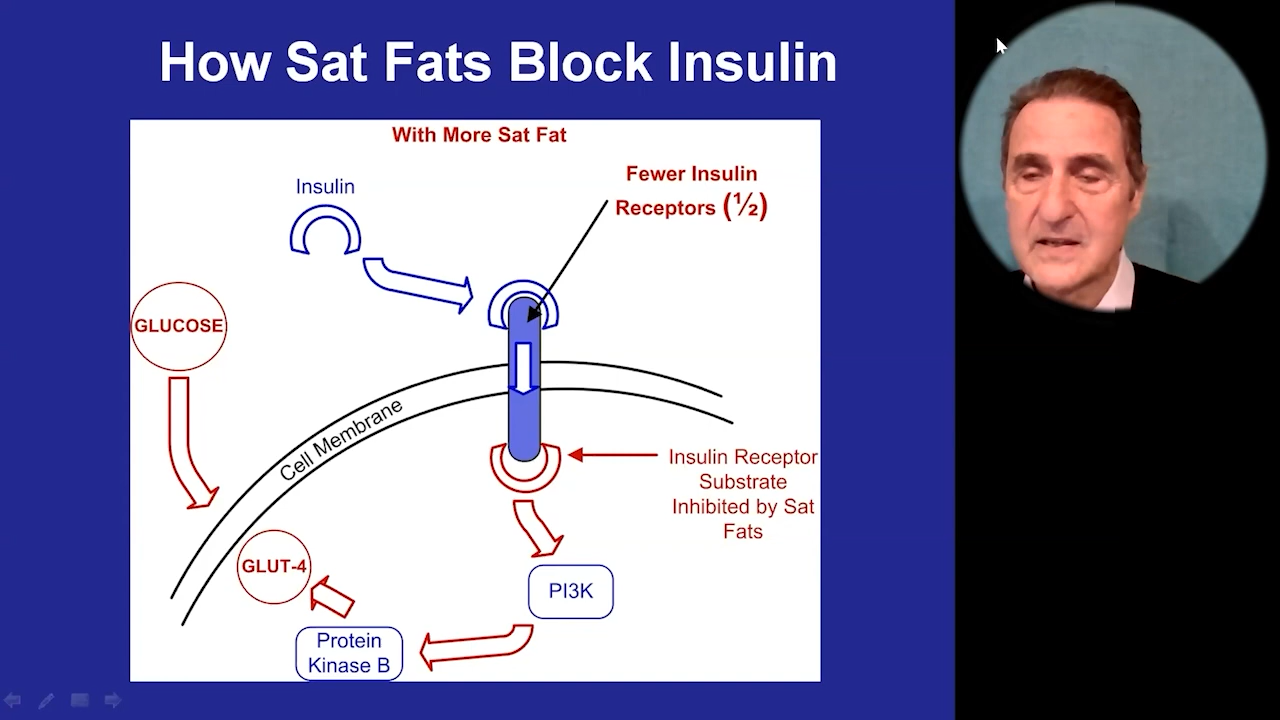 How Sat Fats Block Insulin
With More Sat Fat
Fewer Insulin
Receptors (½)
Insulin
GLUCOSE
Cell Membrane
Insulin Receptor
Substrate
Inhibited by Sat
Fats
GLUT-4
PI3K
Protein
Kinase B